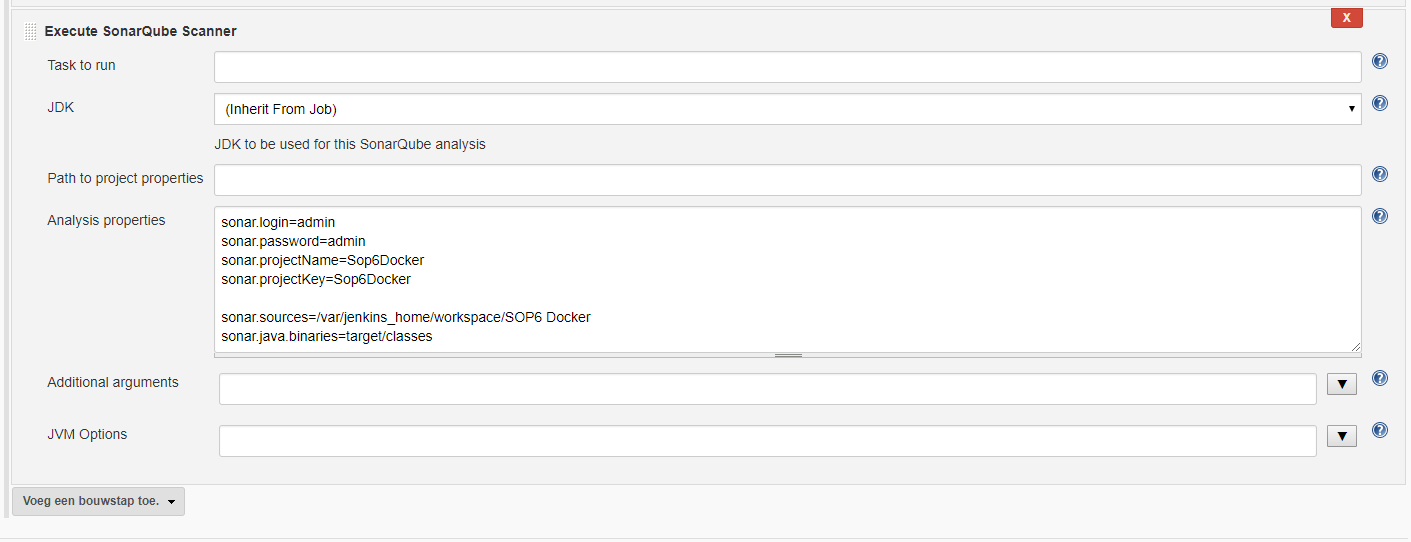 X
Execute SonarQube Scanner
Task to run
?
JDK
(Inherit From Job)
?
JDK to be used for this SonarQube analysis
Path to project properties
?
Analysis properties
?
sonar.login=admin
sonar.password=admin
sonar.projectName=Sop6Docker
sonar.projectKey=Sop6Docker
sonar.sources=/var/jenkins_home/workspace/SOP6 Docker
sonar.java.binaries=target/classes
Additional arguments
?
JVM Options
?
Voeg een bouwstap toe.